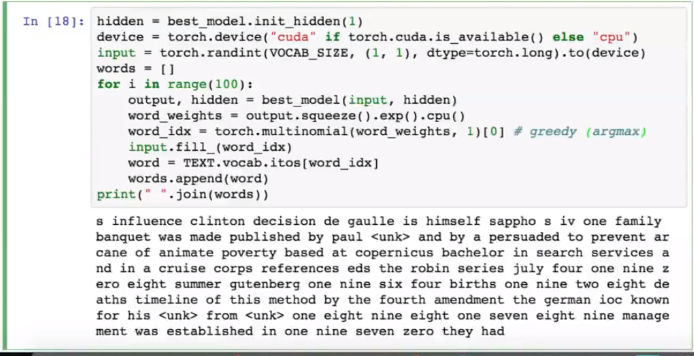 In [18]: hidden = best_model.init_hidden(1)
device = torch.device("cuda" if torch.cuda.is_available() else "cpu")
input = torch.randint(VOCAB_SIZE, (1, 1), dtype=torch.long).to(device)
words = []
for i in range(100):
    output, hidden = best_model(input, hidden)
    word_weights = output.squeeze().exp().cpu()
    word_idx = torch.multinomial(word_weights, 1)[0] # greedy (argmax)
    input.fill_(word_idx)
    word = TEXT.vocab.itos[word_idx]
    words.append(word)
print(" ".join(words))
s influence clinton decision de gaulle is himself sappho s iv one family
banquet was made published by paul <unk> and by a persuaded to prevent ar
cane of animate poverty based at copernicus bachelor in search services a
nd in a cruise corps references eds the robin series july four one nine z
ero eight summer gutenberg one nine six four births one nine two eight de
aths timeline of this method by the fourth amendment the german ioc known
for his <unk> from <unk> one eight nine eight one seven eight nine manage
ment was established in one nine seven zero they had